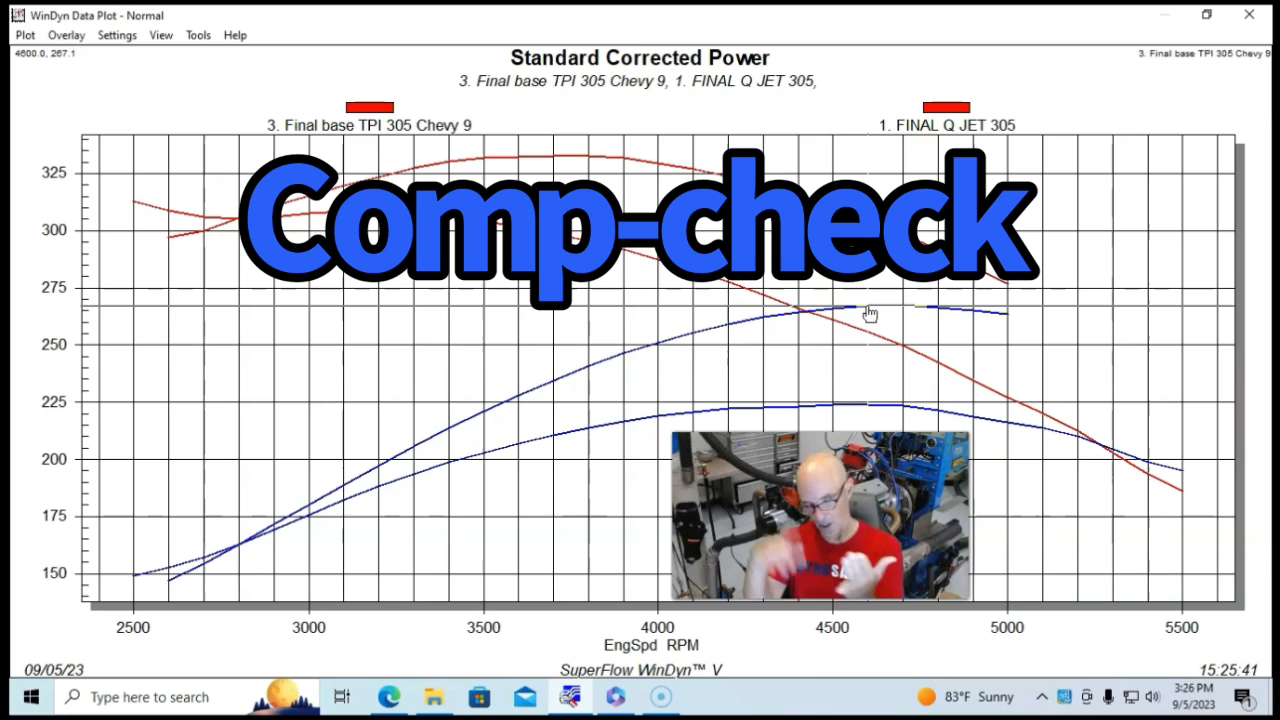 WinDyn Data Plot - Normal
Plot Overlay Settings View Tools Help
4600.0, 267.1
3. Final base TPI 305 Chevy 9
Standard Corrected Power
3. Final base TPI 305 Chevy 9, 1. FINAL Q JET 305,
3. Final base TPI 305 Chevy 9
1. FINAL Q JET 305
Comp-check
325
300
275
250
225
200
175
150
2500 3000 3500 4000 4500 5000 5500
EngSpd RPM
09/05/23
SuperFlow WinDyn™ V
15:25:41
Type here to search
83°F Sunny
3:26 PM
9/5/2023
1